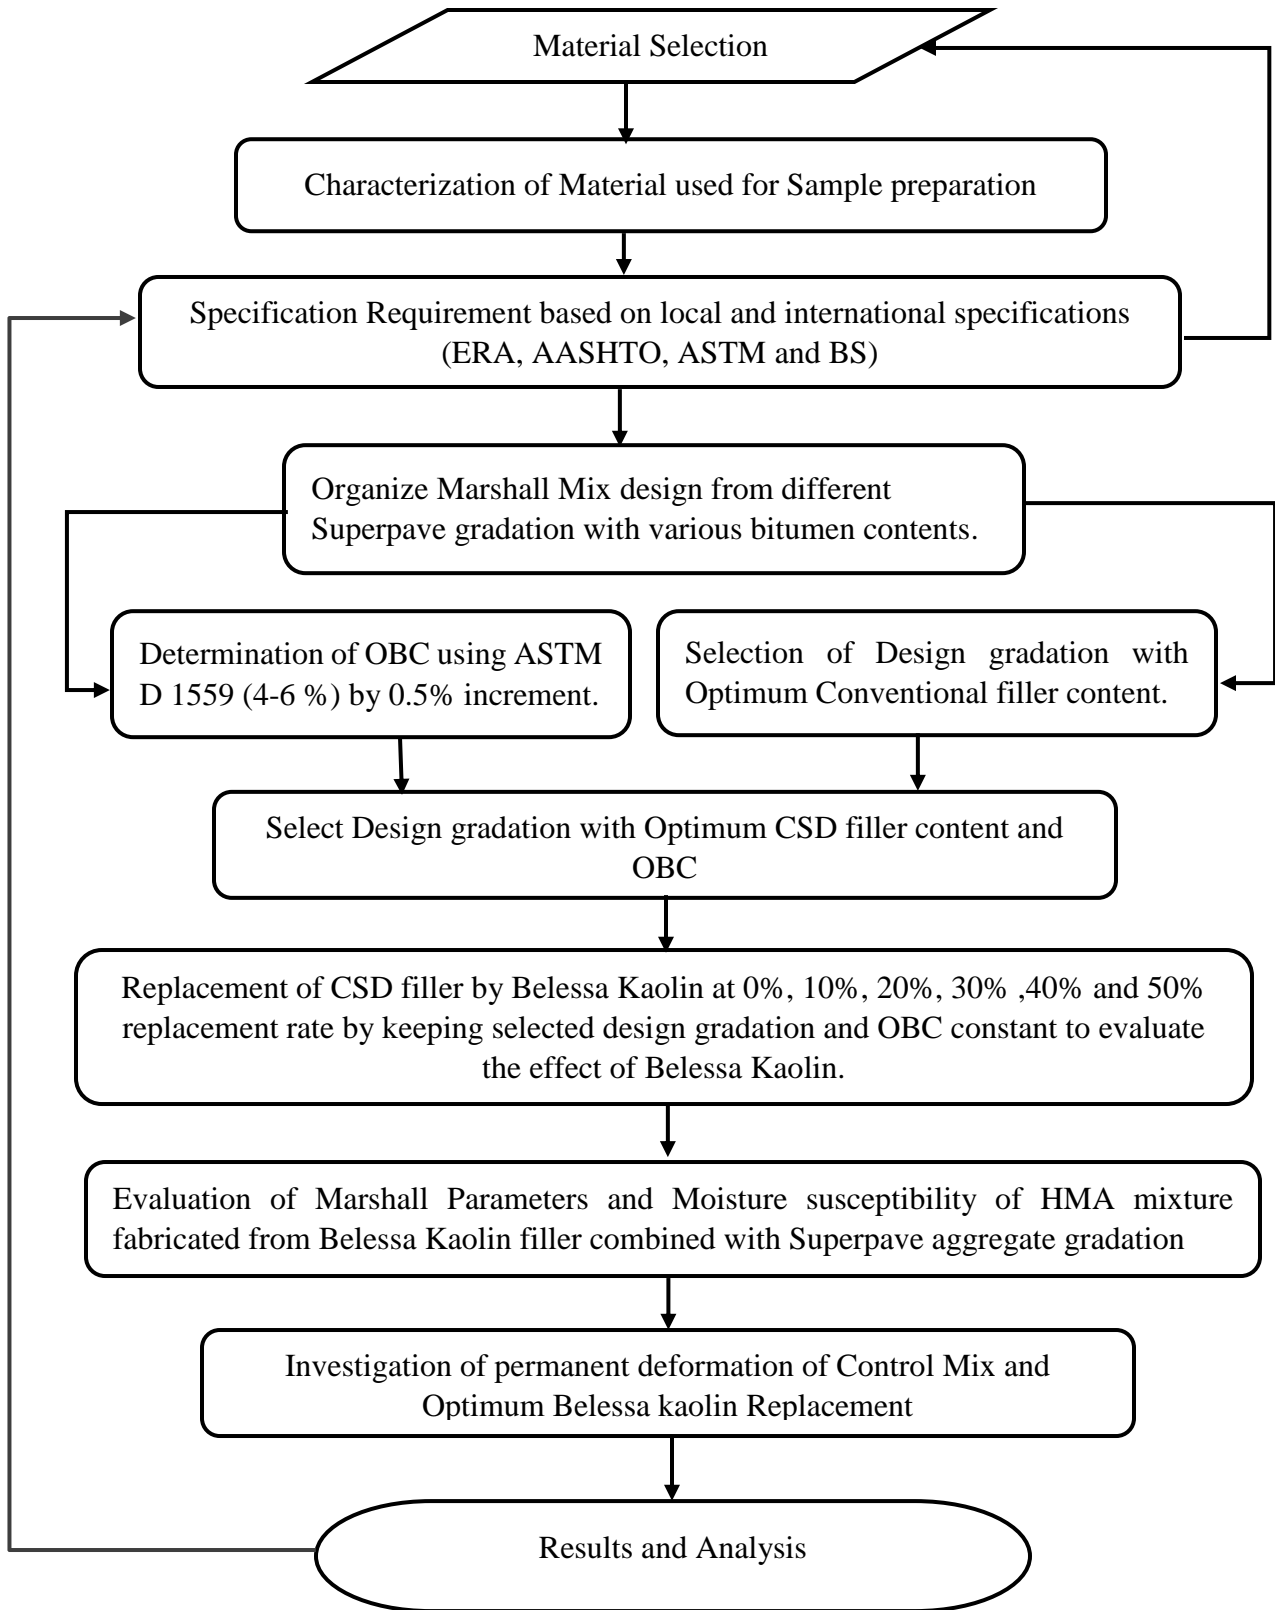 Material Selection
Characterization of Material used for Sample preparation
Specification Requirement based on local and international specifications
(ERA, AASHTO, ASTM and BS)
Organize Marshall Mix design from different
Superpave gradation with various bitumen contents.
Determination of OBC using ASTM
D 1559 (4-6 %) by 0.5% increment.
Selection of Design gradation with
Optimum Conventional filler content.
Select Design gradation with Optimum CSD filler content and
OBC
Replacement of CSD filler by Belessa Kaolin at 0%, 10%, 20%, 30% ,40% and 50%
replacement rate by keeping selected design gradation and OBC constant to evaluate
the effect of Belessa Kaolin.
Evaluation of Marshall Parameters and Moisture susceptibility of HMA mixture
fabricated from Belessa Kaolin filler combined with Superpave aggregate gradation
Investigation of permanent deformation of Control Mix and
Optimum Belessa kaolin Replacement
Results and Analysis